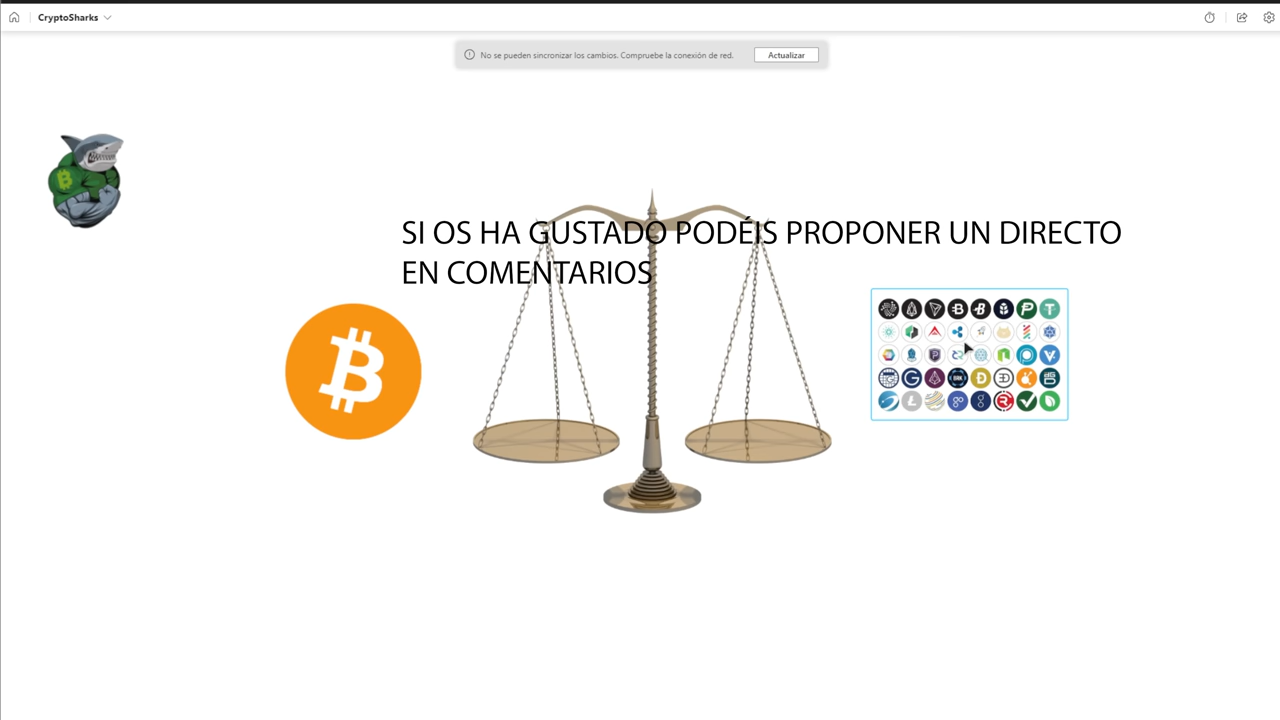 CryptoSharks
No se pueden sincronizar los cambios. Compruebe la conexión de red.
Actualizar
SI OS HA GUSTADO PODÉIS PROPONER UN DIRECTO
EN COMENTARIOS